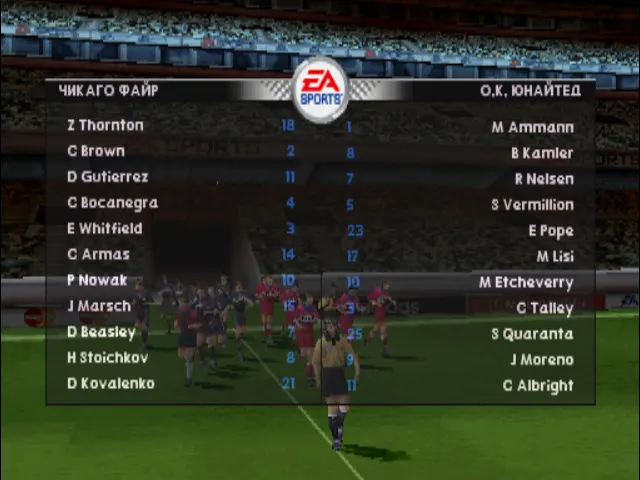 EA
SPORTS
ЧИКАГО ФАЙР О,К, ЮНАЙТЕД
Z Thornton 18 1 M Ammann
C Brown 2 8 B Kamler
D Gutierrez 11 7 R Nelsen
C Bocanegra 4 5 S Vermillion
E Whitfield 3 23 E Pope
C Armas 14 17 M Lisi
P Nowak 10 10 M Etcheverry
J Marsch 15 3 C Talley
D Beasley 7 25 S Quaranta
H Stoichkov 8 9 J Moreno
D Kovalenko 21 11 C Albright